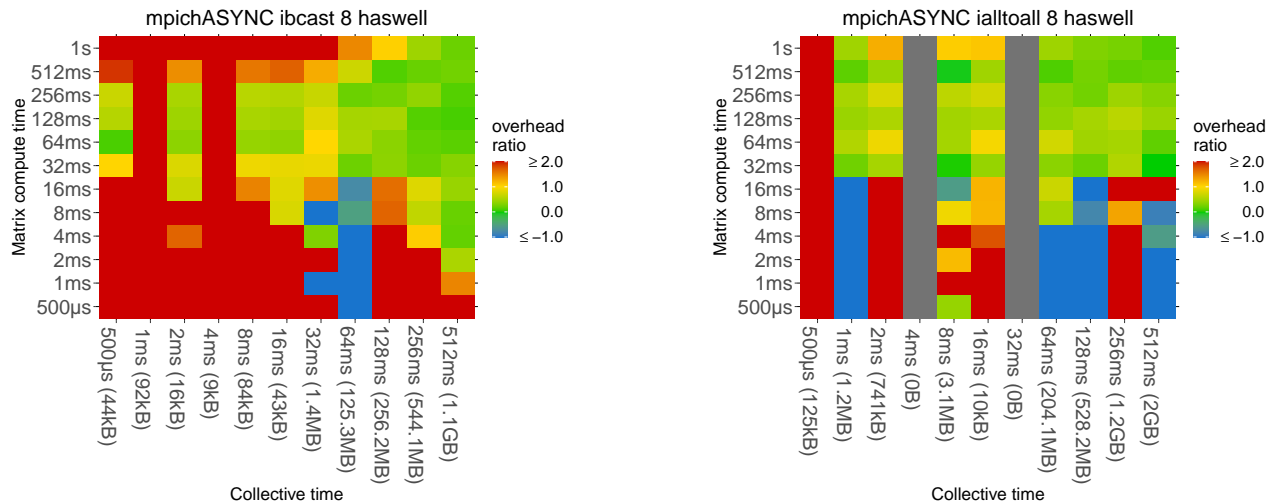 mpichASYNC ibcast 8 haswell
Matrix compute time
1s
512ms
256ms
128ms
64ms
32ms
16ms
8ms
4ms
2ms
1ms
500µs
500µs (44kB)
1ms (92kB)
2ms (16kB)
4ms (9kB)
8ms (84kB)
16ms (43kB)
32ms (1.4MB)
64ms (125.3MB)
128ms (256.2MB)
256ms (544.1MB)
512ms (1.1GB)
Collective time
overhead
ratio
≥ 2.0
1.0
0.0
≤ −1.0
mpichASYNC ialltoall 8 haswell
Matrix compute time
1s
512ms
256ms
128ms
64ms
32ms
16ms
8ms
4ms
2ms
1ms
500µs
500µs (125kB)
1ms (1.2MB)
2ms (741kB)
4ms (0B)
8ms (3.1MB)
16ms (10kB)
32ms (0B)
64ms (204.1MB)
128ms (528.2MB)
256ms (1.2GB)
512ms (2GB)
Collective time
overhead
ratio
≥ 2.0
1.0
0.0
≤ −1.0